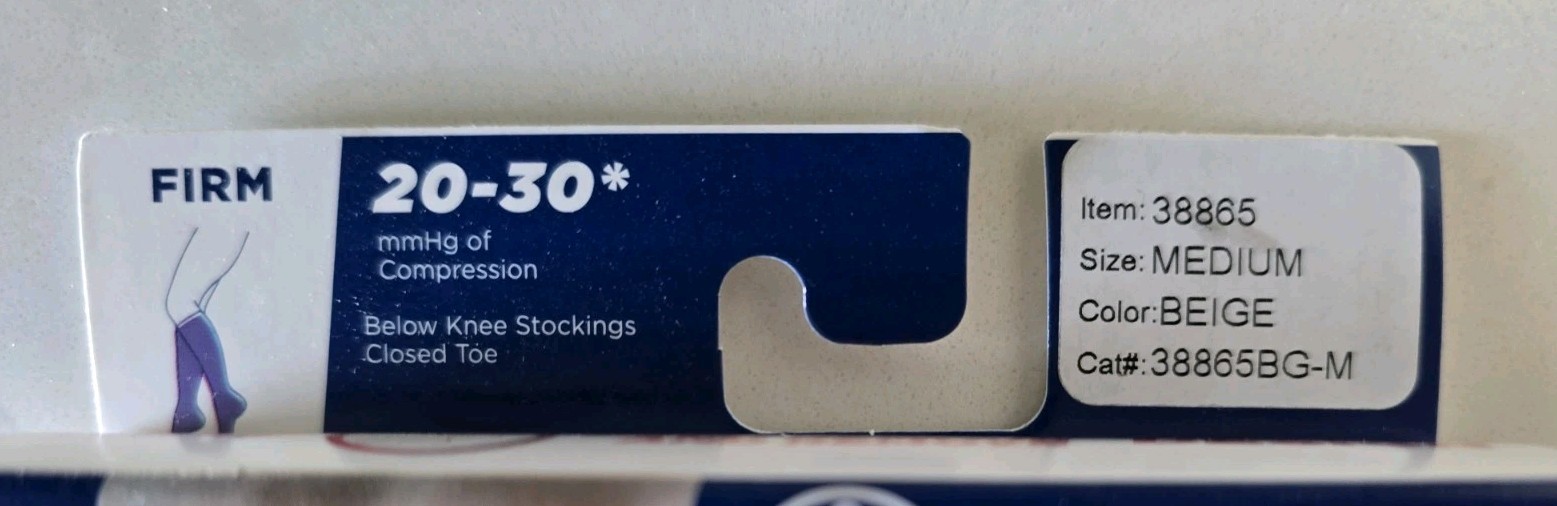 FIRM
20-30*
mmHg of
Compression
Below Knee Stockings
Closed Toe
Item: 38865
Size: MEDIUM
Color:BEIGE
Cat#:38865BG-M